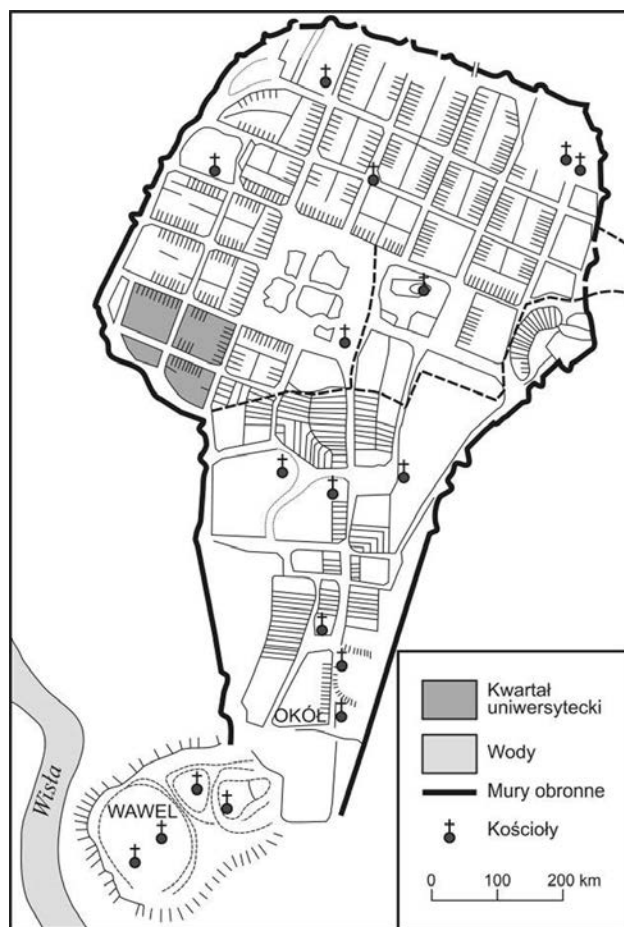 OKÓŁ
Wisła
WAWEL
Kwartał
uniwersytecki
Wody
Mury obronne
Kościoły
0 100 200 km